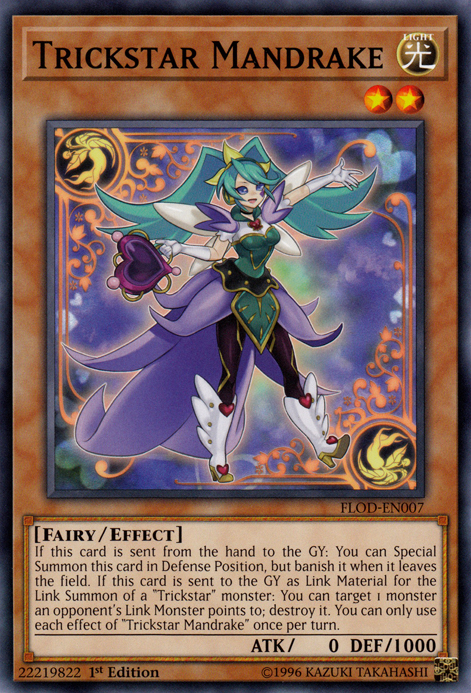 TRICKSTAR MANDRAKE
LIGHT
光
FLOD-EN007
[FAIRY/EFFECT]
If this card is sent from the hand to the GY: You can Special
Summon this card in Defense Position, but banish it when it leaves
the field. If this card is sent to the GY as Link Material for the
Link Summon of a "Trickstar" monster: You can target 1 monster
an opponent's Link Monster points to; destroy it. You can only use
each effect of "Trickstar Mandrake" once per turn.
ATK/ 0 DEF/1000
22219822 1st Edition ©1996 KAZUKI TAKAHASHI